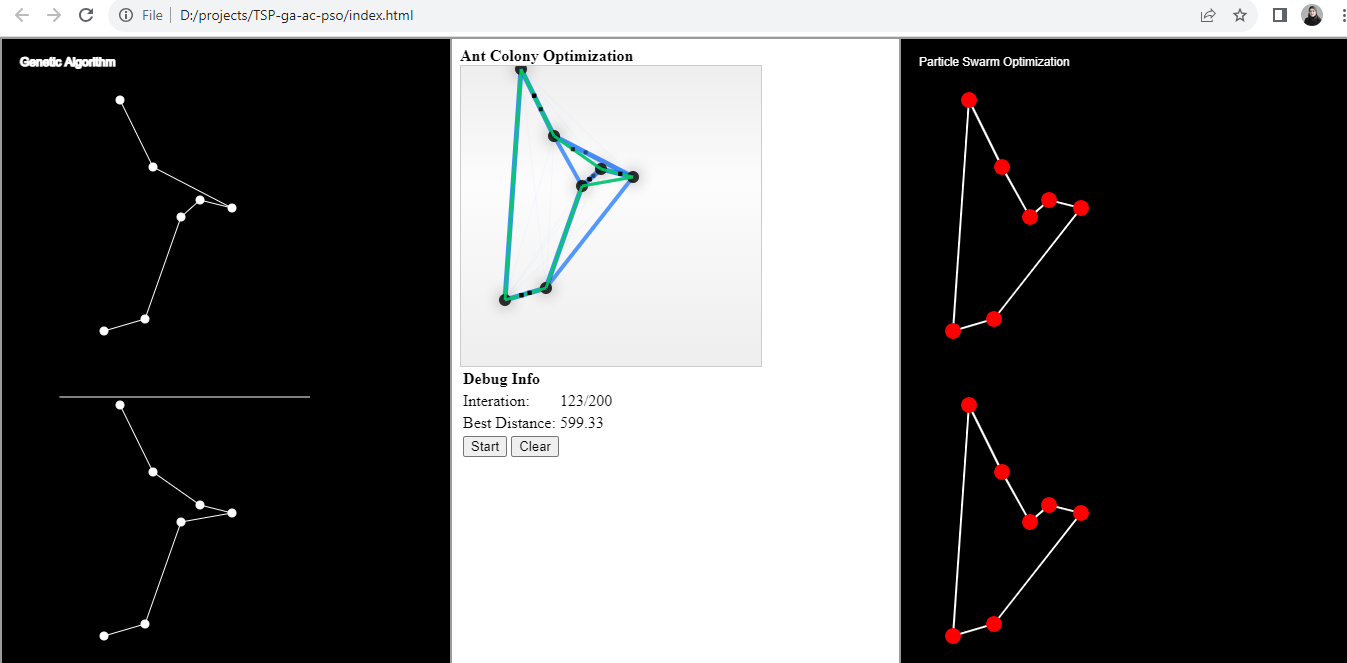 File D:/projects/TSP-ga-ac-pso/index.html
Genetic Algorithm
Ant Colony Optimization
Debug Info
Interation: 123/200
Best Distance: 599.33
Start Clear
Particle Swarm Optimization